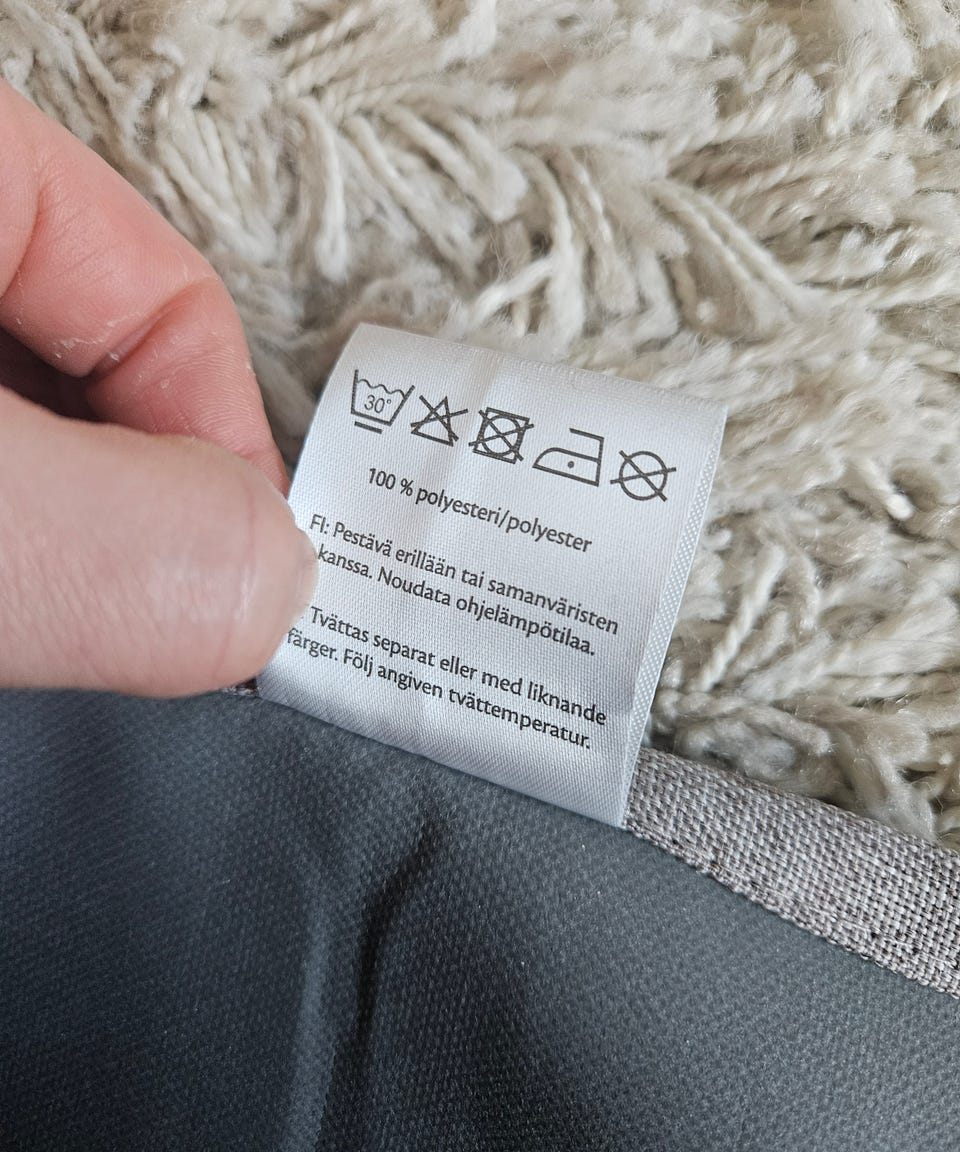 30°
100 % polyesteri/polyester
FI: Pestävä erillään tai samanväristen
kanssa. Noudata ohjelämpötilaa.
Tvättas separat eller med liknande
färger. Följ angiven tvättemperatur.